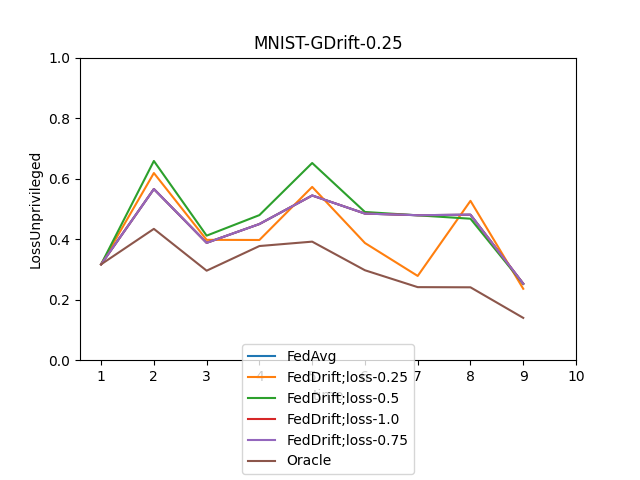 MNIST-GDrift-0.25
LossUnprivileged
1.0
0.8
0.6
0.4
0.2
0.0
1 2 3 4 5 6 7 8 9 10
FedAvg
FedDrift;loss-0.25
FedDrift;loss-0.5
FedDrift;loss-1.0
FedDrift;loss-0.75
Oracle